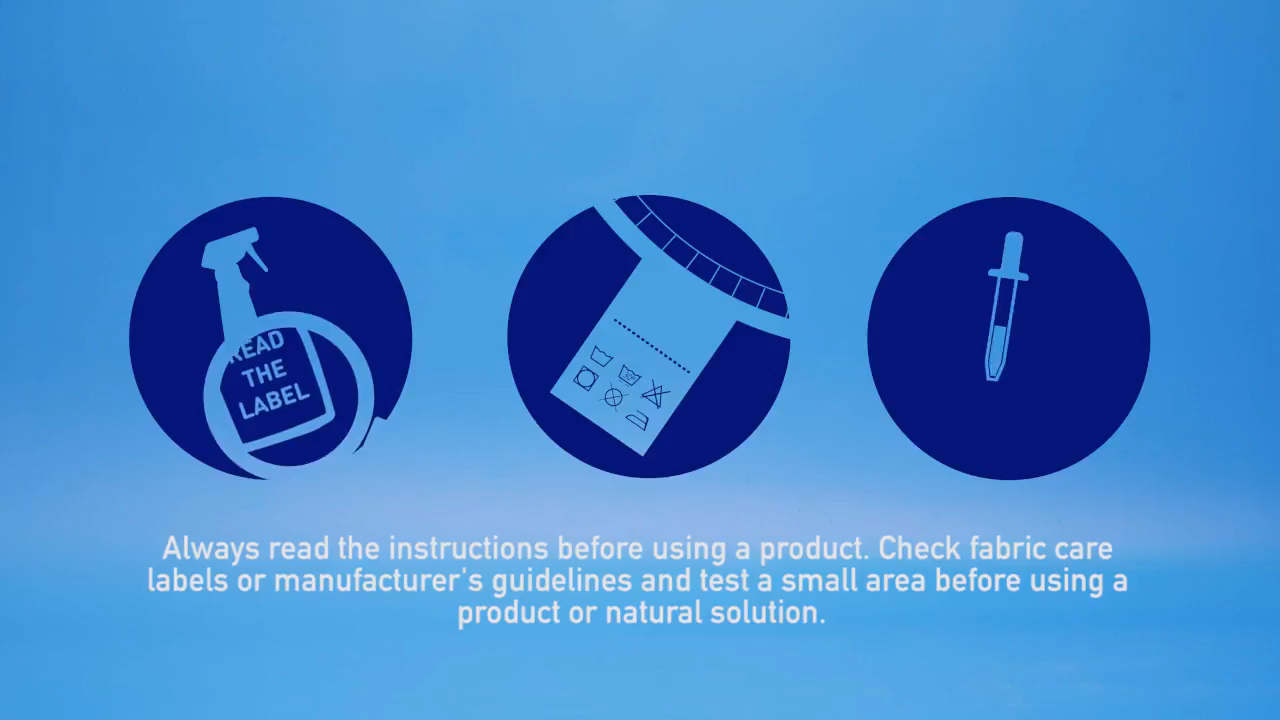 READ
THE
LABEL
Always read the instructions before using a product. Check fabric care
labels or manufacturer's guidelines and test a small area before using a
product or natural solution.